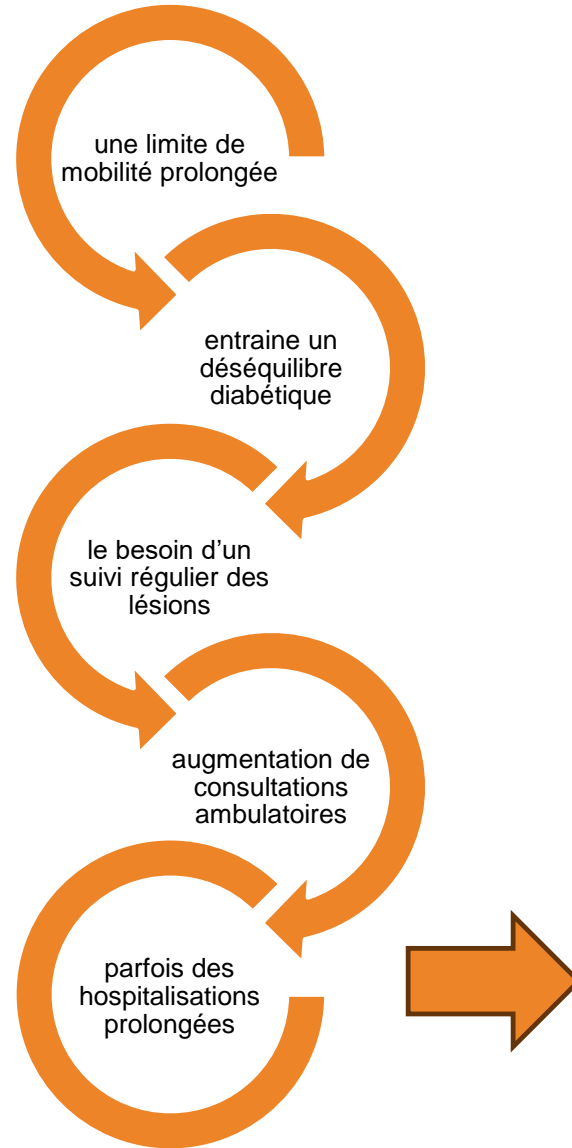 une limite de
mobilité prolongée
entraine un
déséquilibre
diabétique
le besoin d'un
suivi régulier des
lésions
augmentation de
consultations
ambulatoires
parfois des
hospitalisations
prolongées